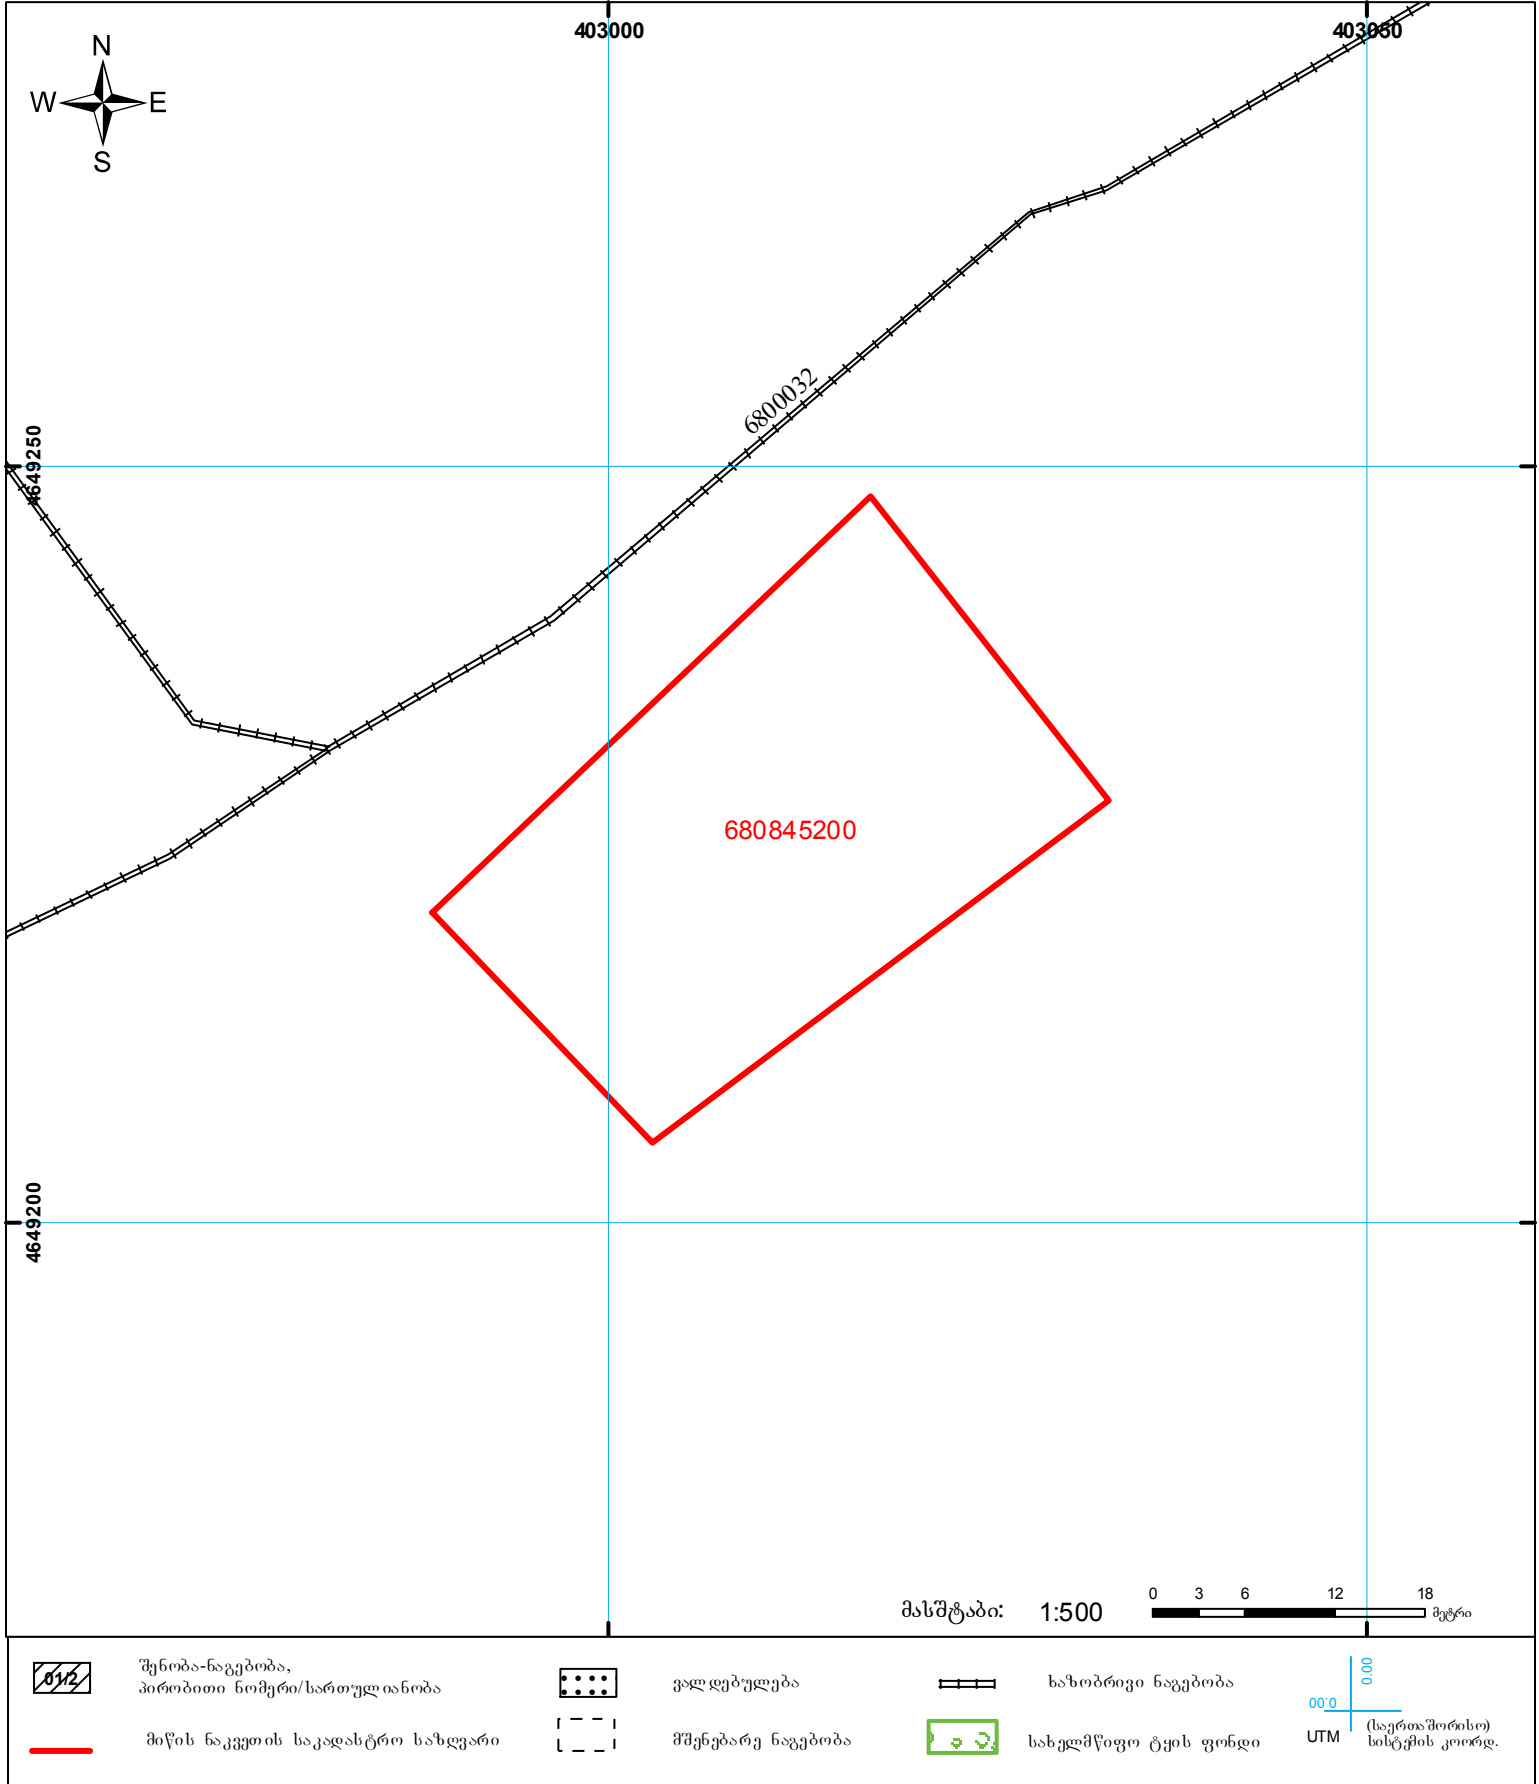 403000
403050
N
W
E
S
6800032
4649250
680845200
4649200
მასშტაბი:
1:500
0 3 6 12 18
მეტრი
01/2
შენობა-ნაგებობა,
პირობითი ნომერი/სართულიანობა
ვალდებულება
ხაზობრივი ნაგებობა
00.0
00.0
UTM
(საერთაშორისო)
სისტემის კოორდ.
მიწის ნაკვეთის საკადასტრო საზღვარი
მშენებარე ნაგებობა
სახელმწიფო ტყის ფონდი